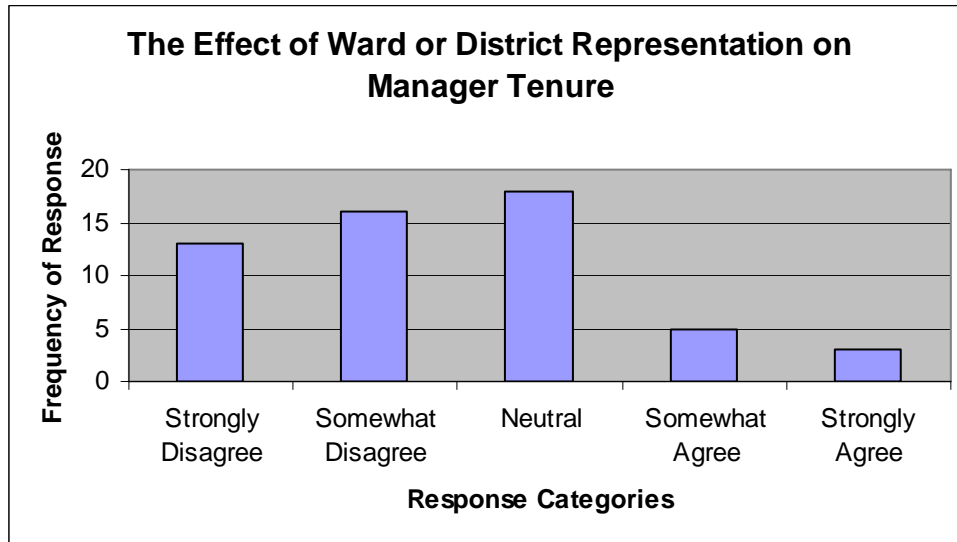 The Effect of Ward or District Representation on
Manager Tenure
Frequency of Response
20
15
10
5
0
Strongly
Disagree
Somewhat
Disagree
Neutral
Somewhat
Agree
Strongly
Agree
Response Categories